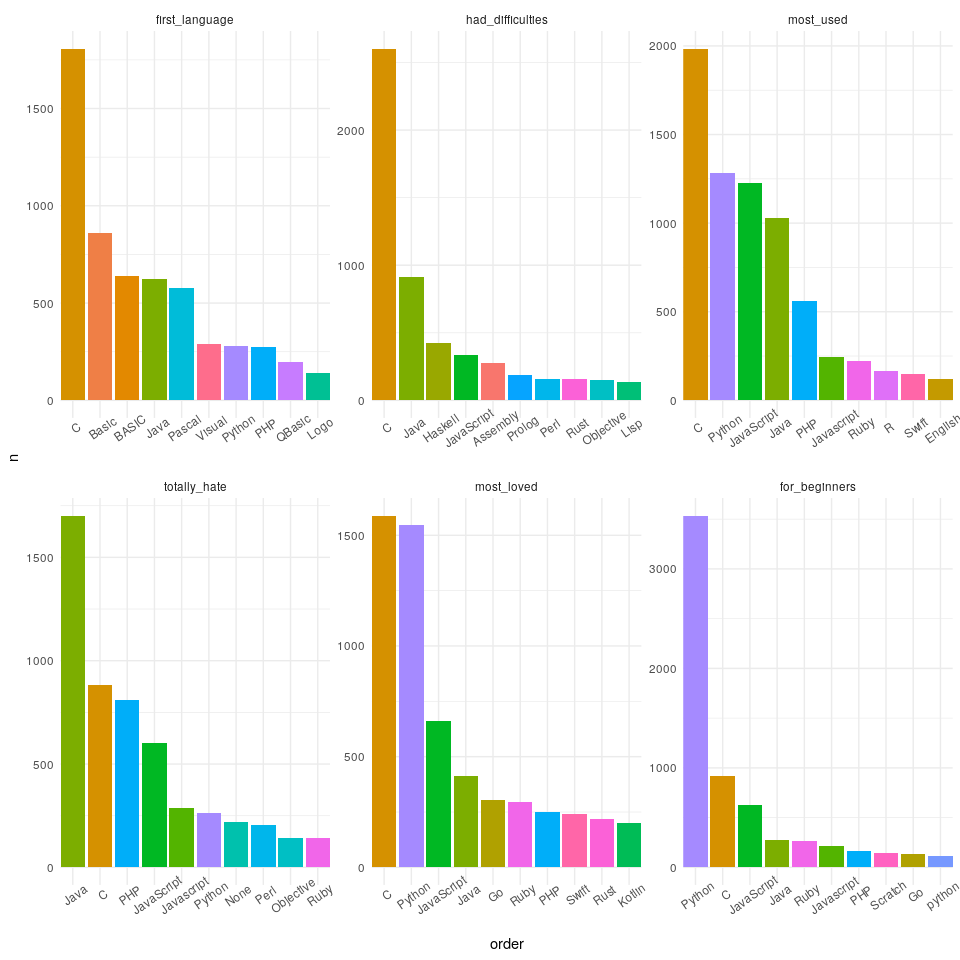 first_language had_difficulties most_used
2000
1500
1000
500
0
2000
1000
0
1500
1000
500
0
C Basic BASIC Java Pascal Visual Python PHP QBasic Logo
C Java Haskell JavaScript Assembly Prolog Perl Rust Objective Lisp
C Python JavaScript Java PHP Javascript Ruby R Swift English
n
totally_hate most_loved for_beginners
1500
1000
500
0
1500
1000
500
0
3000
2000
1000
0
Java C PHP JavaScript Javascript Python None Perl Objective Ruby
C Python JavaScript Java Go Ruby PHP Swift Rust Kotlin
Python C JavaScript Java Ruby Javascript PHP Scratch Go python
order